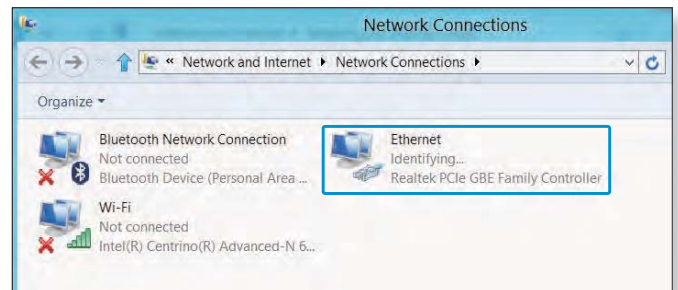 Network Connections
« Network and Internet ▸ Network Connections ▸
Organize ▾
Bluetooth Network Connection
Not connected
Bluetooth Device (Personal Area ...
Ethernet
Identifying...
Realtek PCIe GBE Family Controller
Wi-Fi
Not connected
Intel(R) Centrino(R) Advanced-N 6...